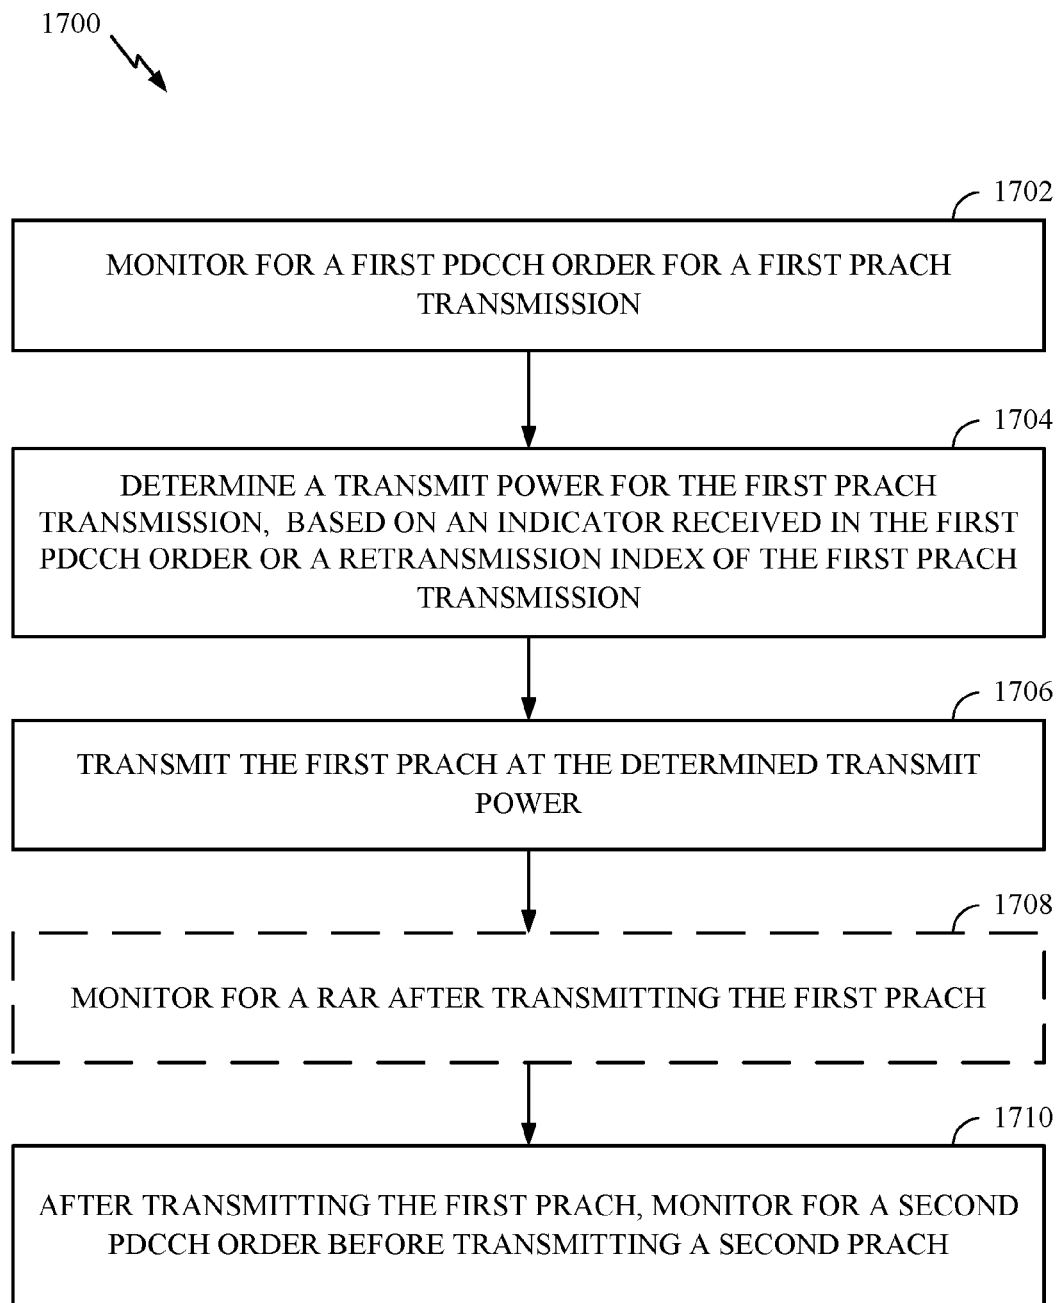 1700
1702
MONITOR FOR A FIRST PDCCH ORDER FOR A FIRST PRACH
TRANSMISSION
1704
DETERMINE A TRANSMIT POWER FOR THE FIRST PRACH
TRANSMISSION, BASED ON AN INDICATOR RECEIVED IN THE FIRST
PDCCH ORDER OR A RETRANSMISSION INDEX OF THE FIRST PRACH
TRANSMISSION
1706
TRANSMIT THE FIRST PRACH AT THE DETERMINED TRANSMIT
POWER
1708
MONITOR FOR A RAR AFTER TRANSMITTING THE FIRST PRACH
1710
AFTER TRANSMITTING THE FIRST PRACH, MONITOR FOR A SECOND
PDCCH ORDER BEFORE TRANSMITTING A SECOND PRACH